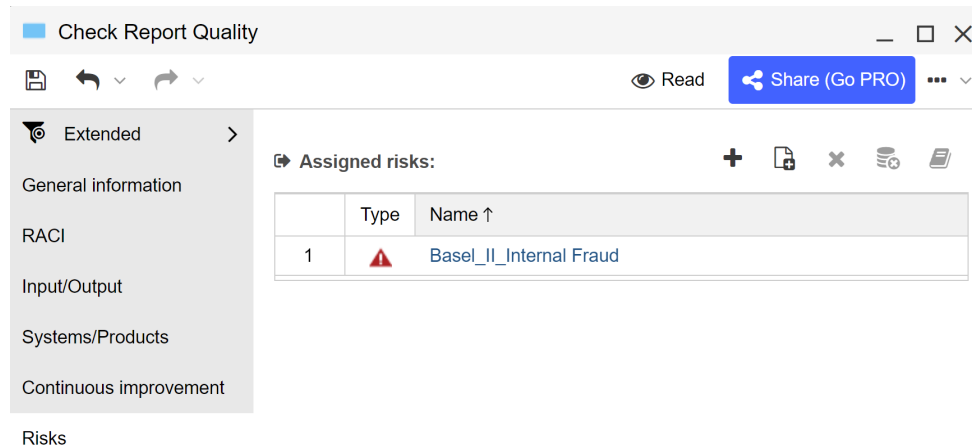 Check Report Quality
Read
Share (Go PRO)
Extended
General information
RACI
Input/Output
Systems/Products
Continuous improvement
Risks
Assigned risks:
Type Name ↑
1 Basel_II_Internal Fraud